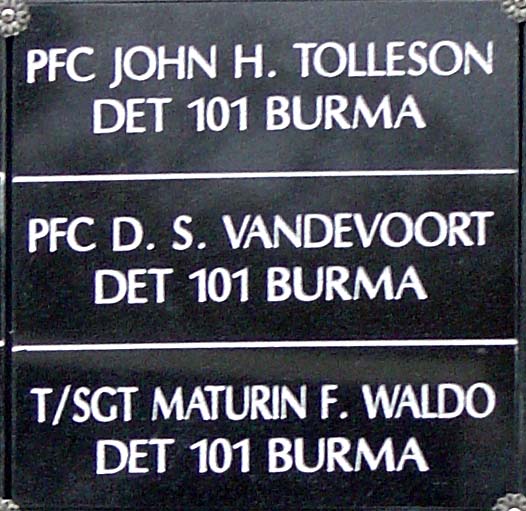 PFC JOHN H. TOLLESON
DET 101 BURMA
PFC D. S. VANDEVOORT
DET 101 BURMA
T/SGT MATURIN F. WALDO
DET 101 BURMA